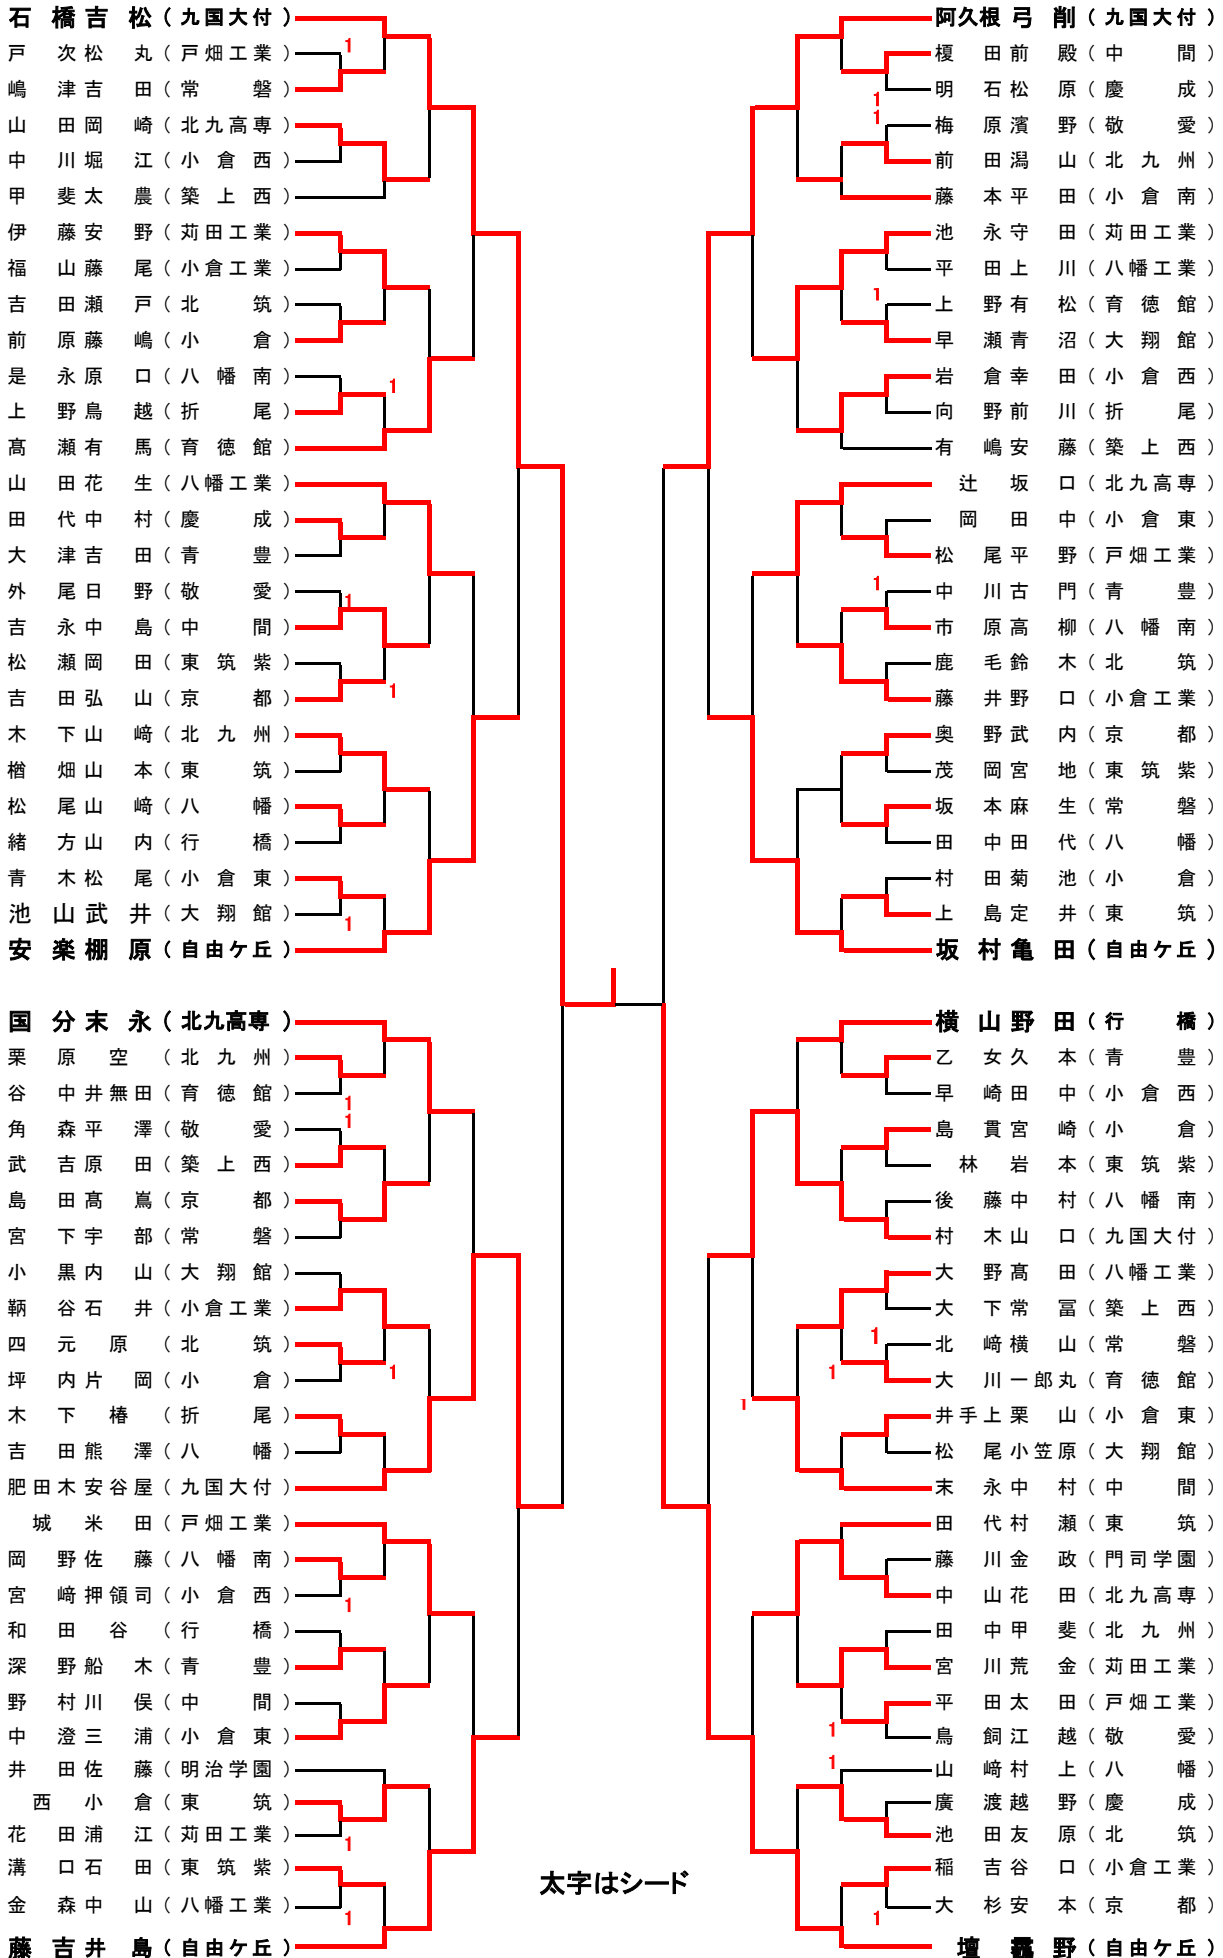 石橋吉松（九国大付）
戸次松丸（戸畑工業）
1
嶋津吉田（常磐）
山田岡崎（北九高専）
中川堀江（小倉西）
甲斐太農（築上西）
伊藤安野（苅田工業）
福山藤尾（小倉工業）
吉田瀬戸（北筑）
前原藤嶋（小倉）
是永原口（八幡南）
1
上野鳥越（折尾）
髙瀬有馬（育徳館）
山田花生（八幡工業）
田代中村（慶成）
大津吉田（青豊）
外尾日野（敬愛）
1
吉永中島（中間）
松瀬岡田（東筑紫）
1
吉田弘山（京都）
木下山﨑（北九州）
楢畑山本（東筑）
松尾山﨑（八幡）
緒方山内（行橋）
青木松尾（小倉東）
池山武井（大翔館）
1
安楽棚原（自由ケ丘）
国分末永（北九高専）
栗原空（北九州）
谷中井無田（育徳館）
1
1
角森平澤（敬愛）
武吉原田（築上西）
島田髙嶌（京都）
宮下宇部（常磐）
小黒内山（大翔館）
鞆谷石井（小倉工業）
四元原（北筑）
1
坪内片岡（小倉）
木下椿（折尾）
吉田熊澤（八幡）
肥田木安谷屋（九国大付）
城米田（戸畑工業）
岡野佐藤（八幡南）
宮﨑押領司（小倉西）
1
和田谷（行橋）
深野船木（青豊）
野村川俣（中間）
中澄三浦（小倉東）
井田佐藤（明治学園）
西小倉（東筑）
花田浦江（苅田工業）
1
溝口石田（東筑紫）
金森中山（八幡工業）
1
藤吉井島（自由ケ丘）
阿久根弓削（九国大付）
榎田前殿（中間）
明石松原（慶成）
1
1
梅原濱野（敬愛）
前田潟山（北九州）
藤本平田（小倉南）
池永守田（苅田工業）
平田上川（八幡工業）
1
上野有松（育徳館）
早瀬青沼（大翔館）
岩倉幸田（小倉西）
向野前川（折尾）
有嶋安藤（築上西）
辻坂口（北九高専）
岡田中（小倉東）
松尾平野（戸畑工業）
1
中川古門（青豊）
市原高柳（八幡南）
鹿毛鈴木（北筑）
藤井野口（小倉工業）
奥野武内（京都）
茂岡宮地（東筑紫）
坂本麻生（常磐）
田中田代（八幡）
村田菊池（小倉）
上島定井（東筑）
坂村亀田（自由ケ丘）
横山野田（行橋）
乙女久本（青豊）
早崎田中（小倉西）
島貫宮崎（小倉）
林岩本（東筑紫）
後藤中村（八幡南）
村木山口（九国大付）
大野髙田（八幡工業）
大下常冨（築上西）
1
北﨑横山（常磐）
1
大川一郎丸（育徳館）
1
井手上栗山（小倉東）
松尾小笠原（大翔館）
末永中村（中間）
田代村瀬（東筑）
藤川金政（門司学園）
中山花田（北九高専）
田中甲斐（北九州）
宮川荒金（苅田工業）
平田太田（戸畑工業）
1
鳥飼江越（敬愛）
1
山﨑村上（八幡）
廣渡越野（慶成）
池田友原（北筑）
稲吉谷口（小倉工業）
大杉安本（京都）
1
野（自由ケ丘）
太字はシード